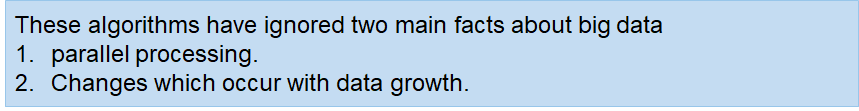 These algorithms have ignored two main facts about big data
1. parallel processing.
2. Changes which occur with data growth.